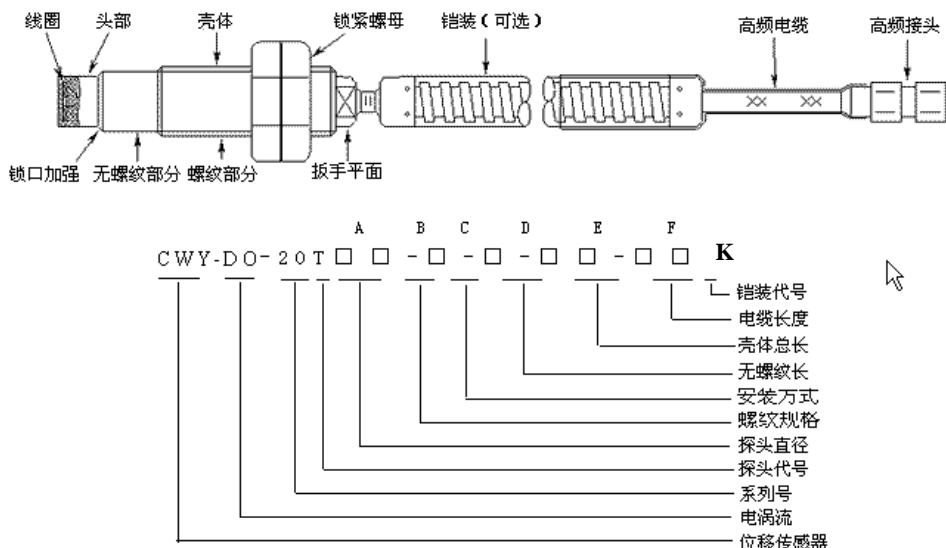 线圈 头部 壳体 锁紧螺母 铠装(可选) 高频电缆 高频接头
XX XX
锁口加强 无螺纹部分 螺纹部分 扳手平面
A B C D E F
CWY-DO-20T□□-□-□-□□-□□ K
铠装代号
电缆长度
壳体总长
无螺纹长
安装方式
螺纹规格
探头直径
探头代号
系列号
电涡流
位移传感器